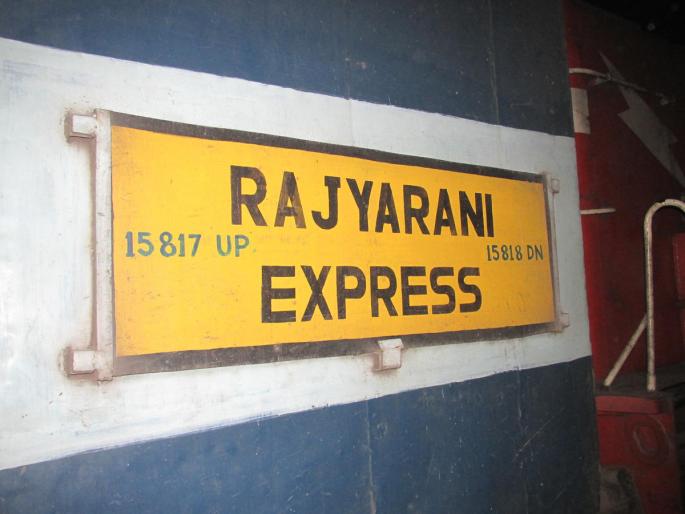 RAJYARANI
15817 UP
15818 DN
EXPRESS